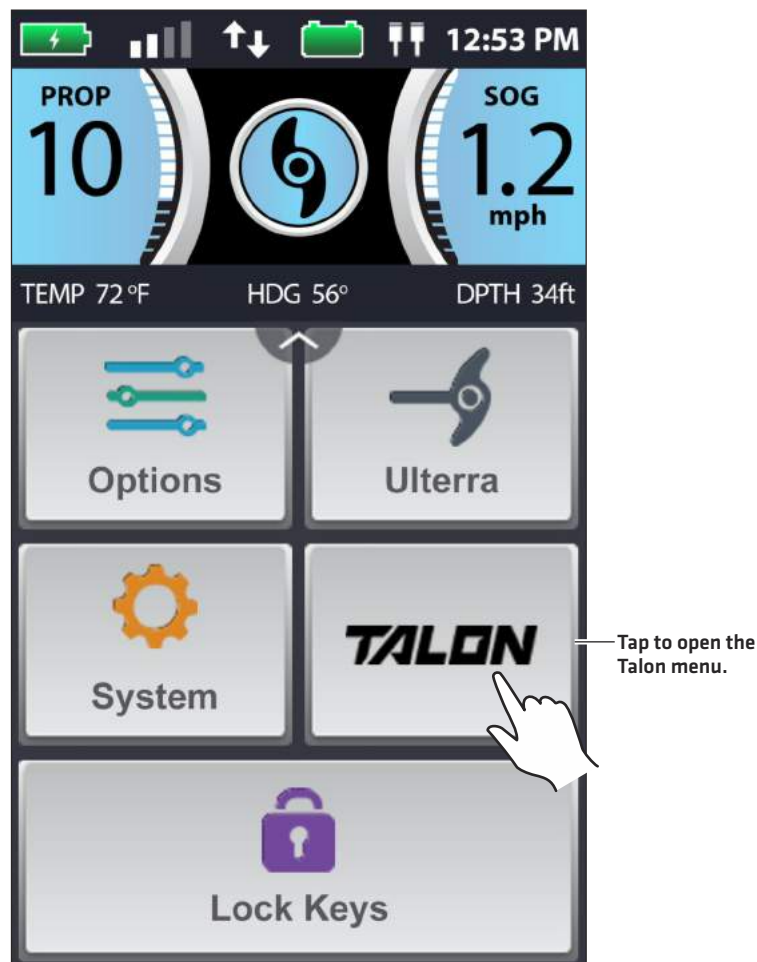 12:53 PM
PROP
10
SOG
1.2
mph
TEMP 72 °F HDG 56° DPTH 34ft
Options
Ulterra
System
TALON
Tap to open the
Talon menu.
Lock Keys